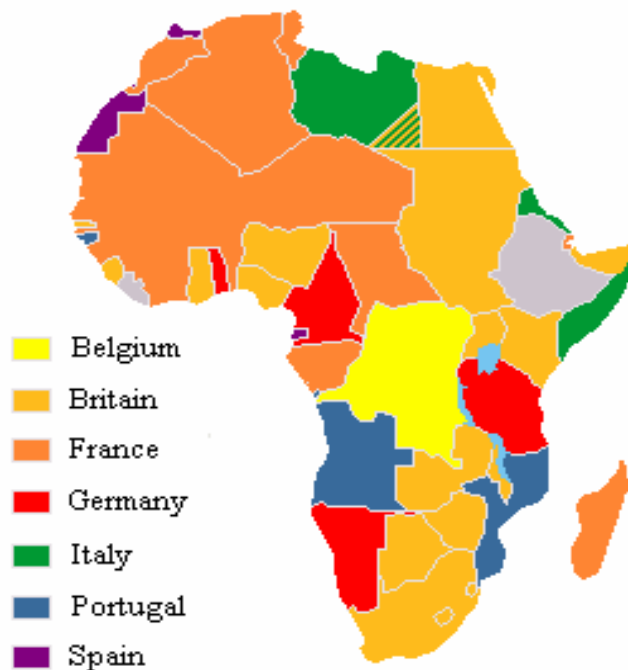 Belgium
Britain
France
Germany
Italy
Portugal
Spain